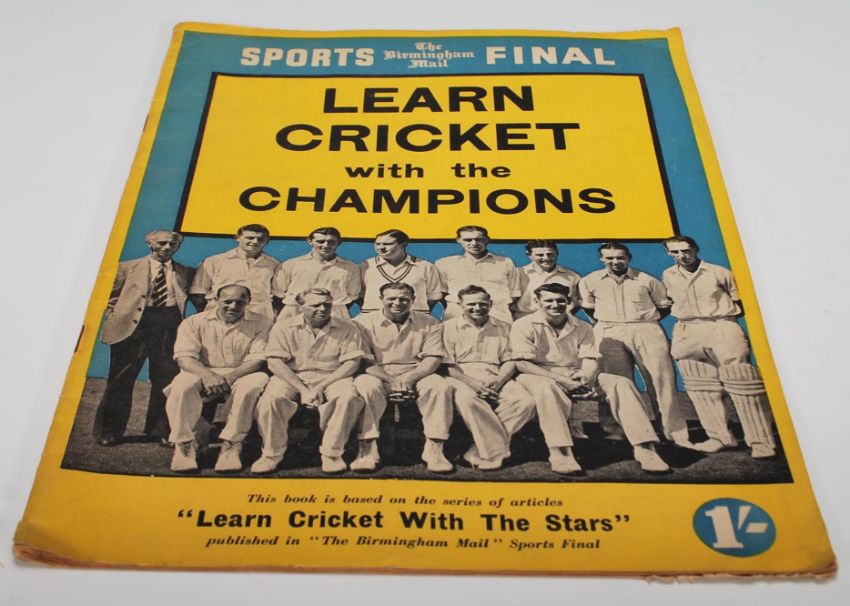 SPORTS The Birmingham Mail FINAL
LEARN
CRICKET
with the
CHAMPIONS
This book is based on the series of articles
"Learn Cricket With The Stars"
published in "The Birmingham Mail" Sports Final
1/-